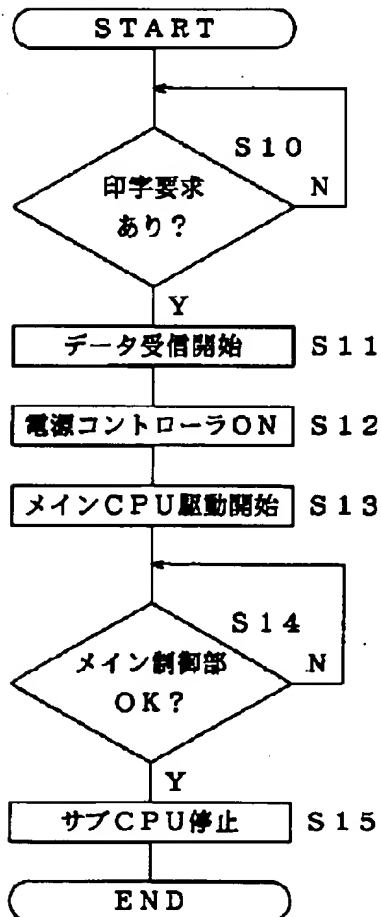 START
S10
印字要求
あり?
N
Y
データ受信開始
S11
電源コントローラON
S12
メインCPU駆動開始
S13
S14
メイン制御部
OK?
N
Y
サブCPU停止
S15
END